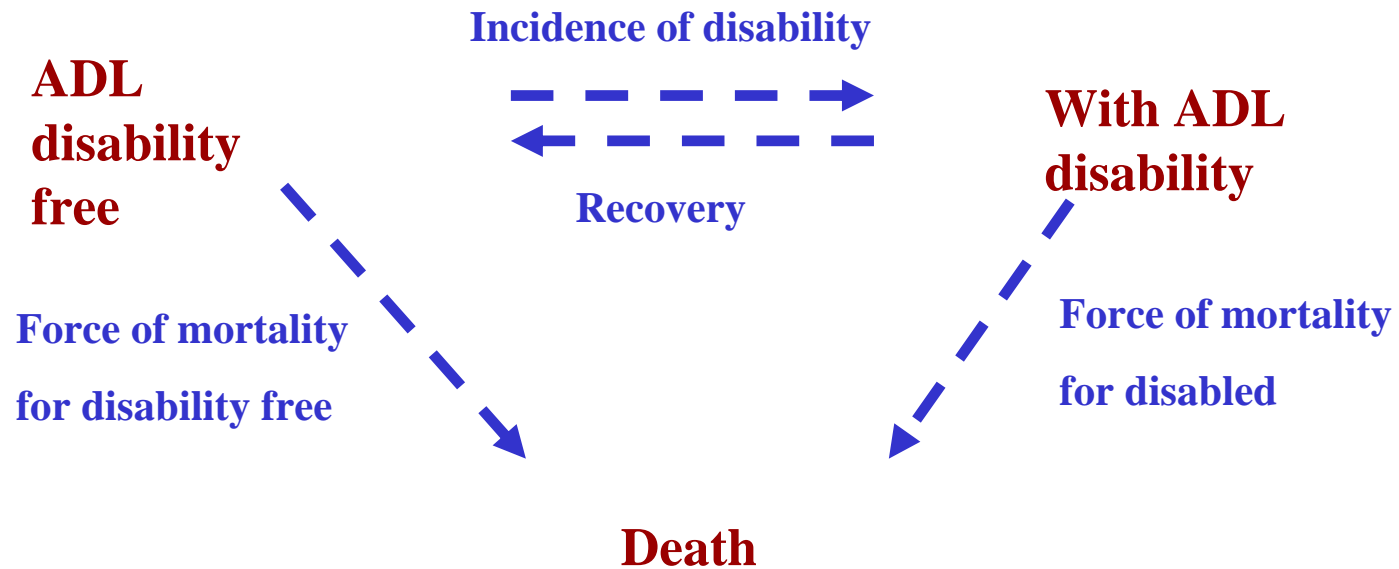 Incidence of disability
ADL
disability
free
With ADL
disability
Recovery
Force of mortality
for disability free
Force of mortality
for disabled
Death